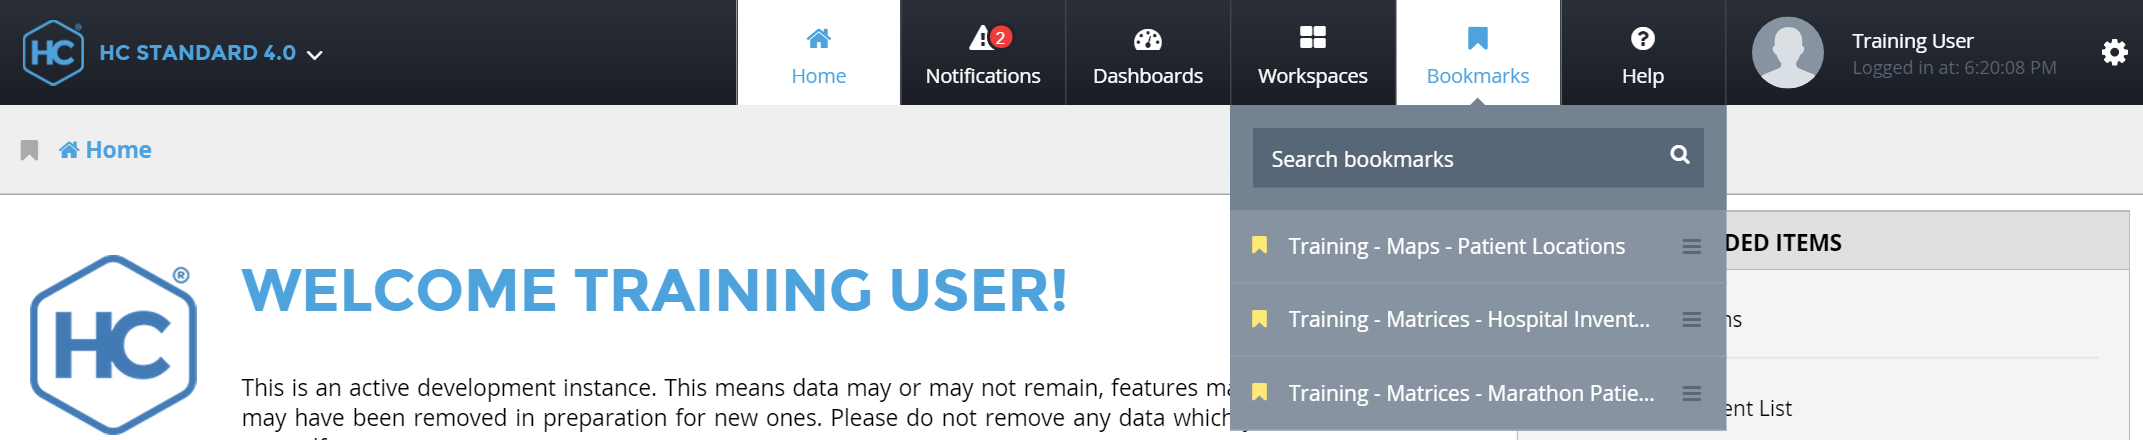 HC ®
HC STANDARD 4.0
Home
Notifications
2
Dashboards
Workspaces
Bookmarks
Help
Training User
Logged in at: 6:20:08 PM
Home
Search bookmarks
Training - Maps - Patient Locations
Training - Matrices - Hospital Invent...
Training - Matrices - Marathon Patie...
DED ITEMS
ns
ent List
HC ®
WELCOME TRAINING USER!
This is an active development instance. This means data may or may not remain, features ma
may have been removed in preparation for new ones. Please do not remove any data which